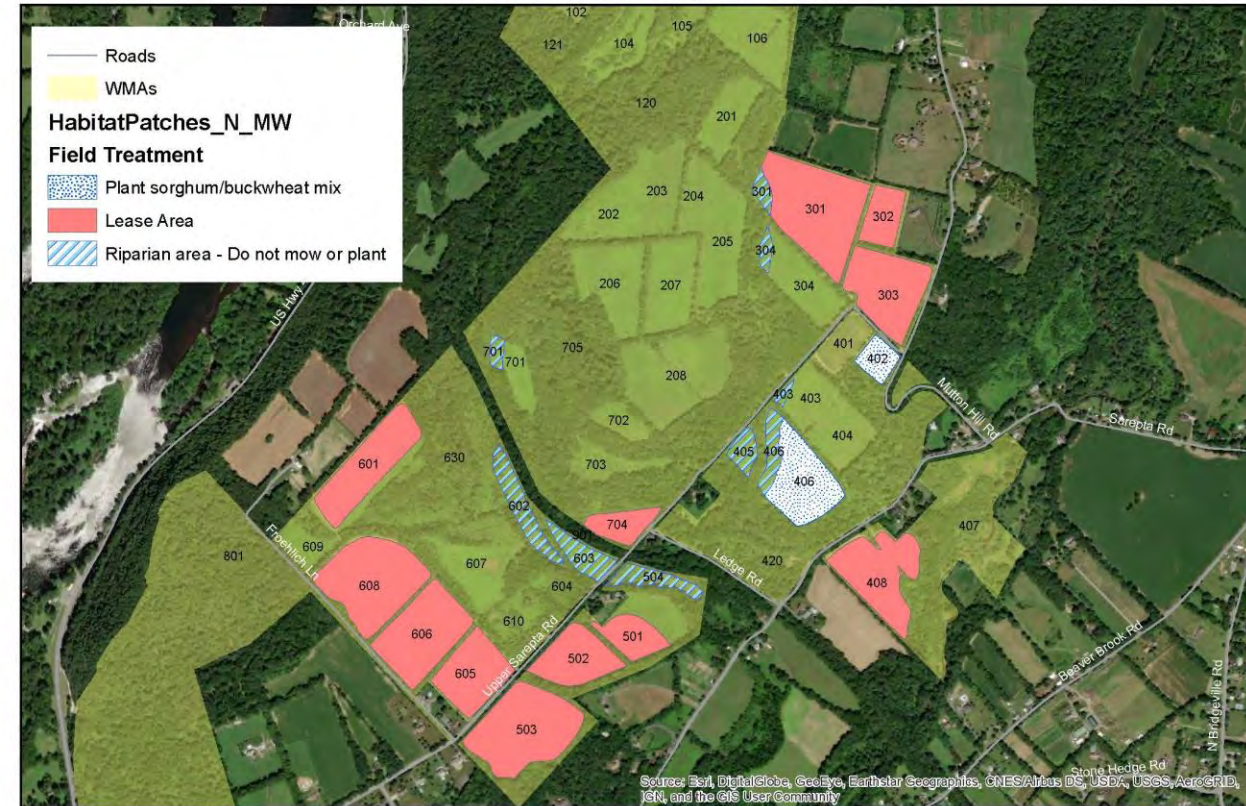 Orchard Ave
Roads
WMAs
HabitatPatches_N_MW
Field Treatment
Plant sorghum/buckwheat mix
Lease Area
Riparian area - Do not mow or plant
102
121
104
105
106
120
201
203
204
202
205
206
207
301
301
302
304
304
303
US Hwy
701
701
705
208
401
402
702
703
403
403
404
Mutton Hill Rd
Sarepta Rd
405
406
406
407
601
630
602
704
901
603
504
420
Ledge Rd
408
801
Froehlich Ln
609
608
607
604
610
606
605
Upper Sarepta Rd
501
502
503
Beaver Brook Rd
N Bridgeville Rd
Stone Hedge Rd
Source: Esri, DigitalGlobe, GeoEye, Earthstar Geographics, CNES/Airbus DS, USDA, USGS, AeroGRID,
IGN, and the GIS User Community